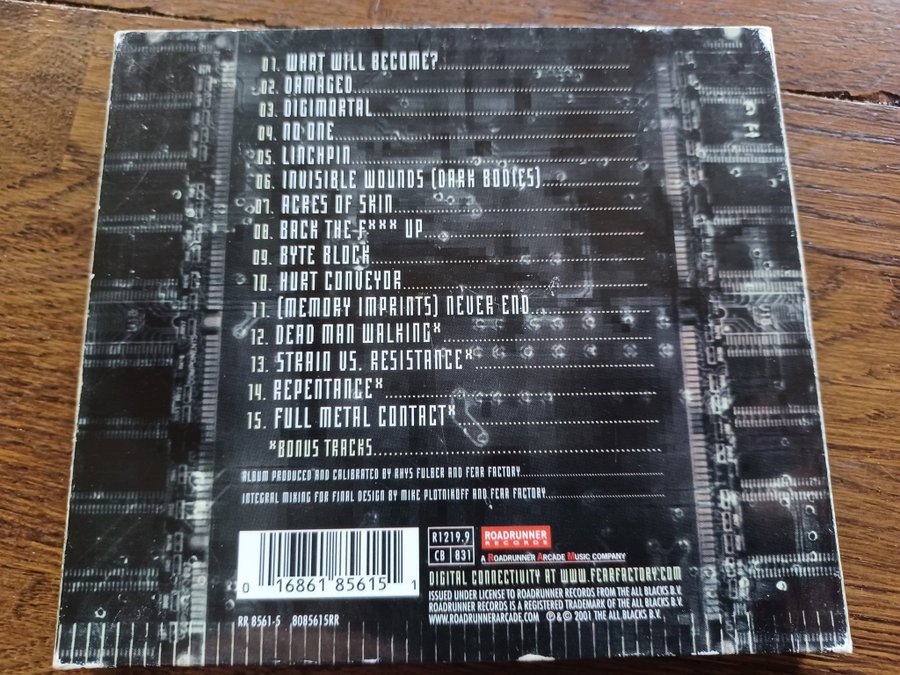 01. WHAT WILL BECOME?
02. DAMAGED
03. DIGIMORTAL
04. NO ONE
05. LINCHPIN
06. INVISIBLE WOUNDS (DARK BODIES)
07. ACRES OF SKIN
08. BACK THE F*** UP
09. BYTE BLOCK
10. HURT CONVEYOR
11. (MEMORY IMPRINTS) NEVER END
12. DEAD MAN WALKING*
13. STRAIN VS. RESISTANCE*
14. REPENTANCE*
15. FULL METAL CONTACT*
*BONUS TRACKS
ALBUM PRODUCED AND CALIBRATED BY RHYS FULBER AND FEAR FACTORY
INTEGRAL MIXING FOR FINAL DESIGN BY MIKE PLOTNIKOFF AND FEAR FACTORY
R1219.9
CB 831
ROADRUNNER
RECORDS
A ROADRUNNER ARCADE MUSIC COMPANY
0 16861 85615 1
DIGITAL CONNECTIVITY AT WWW.FEARFACTORY.COM
ISSUED UNDER LICENSE TO ROADRUNNER RECORDS FROM THE ALL BLACKS B.V.
ROADRUNNER RECORDS IS A REGISTERED TRADEMARK OF THE ALL BLACKS B.V.
WWW.ROADRUNNERARCADE.COM ℗ & © 2001 THE ALL BLACKS B.V.
RR 8561-5 8085615RR